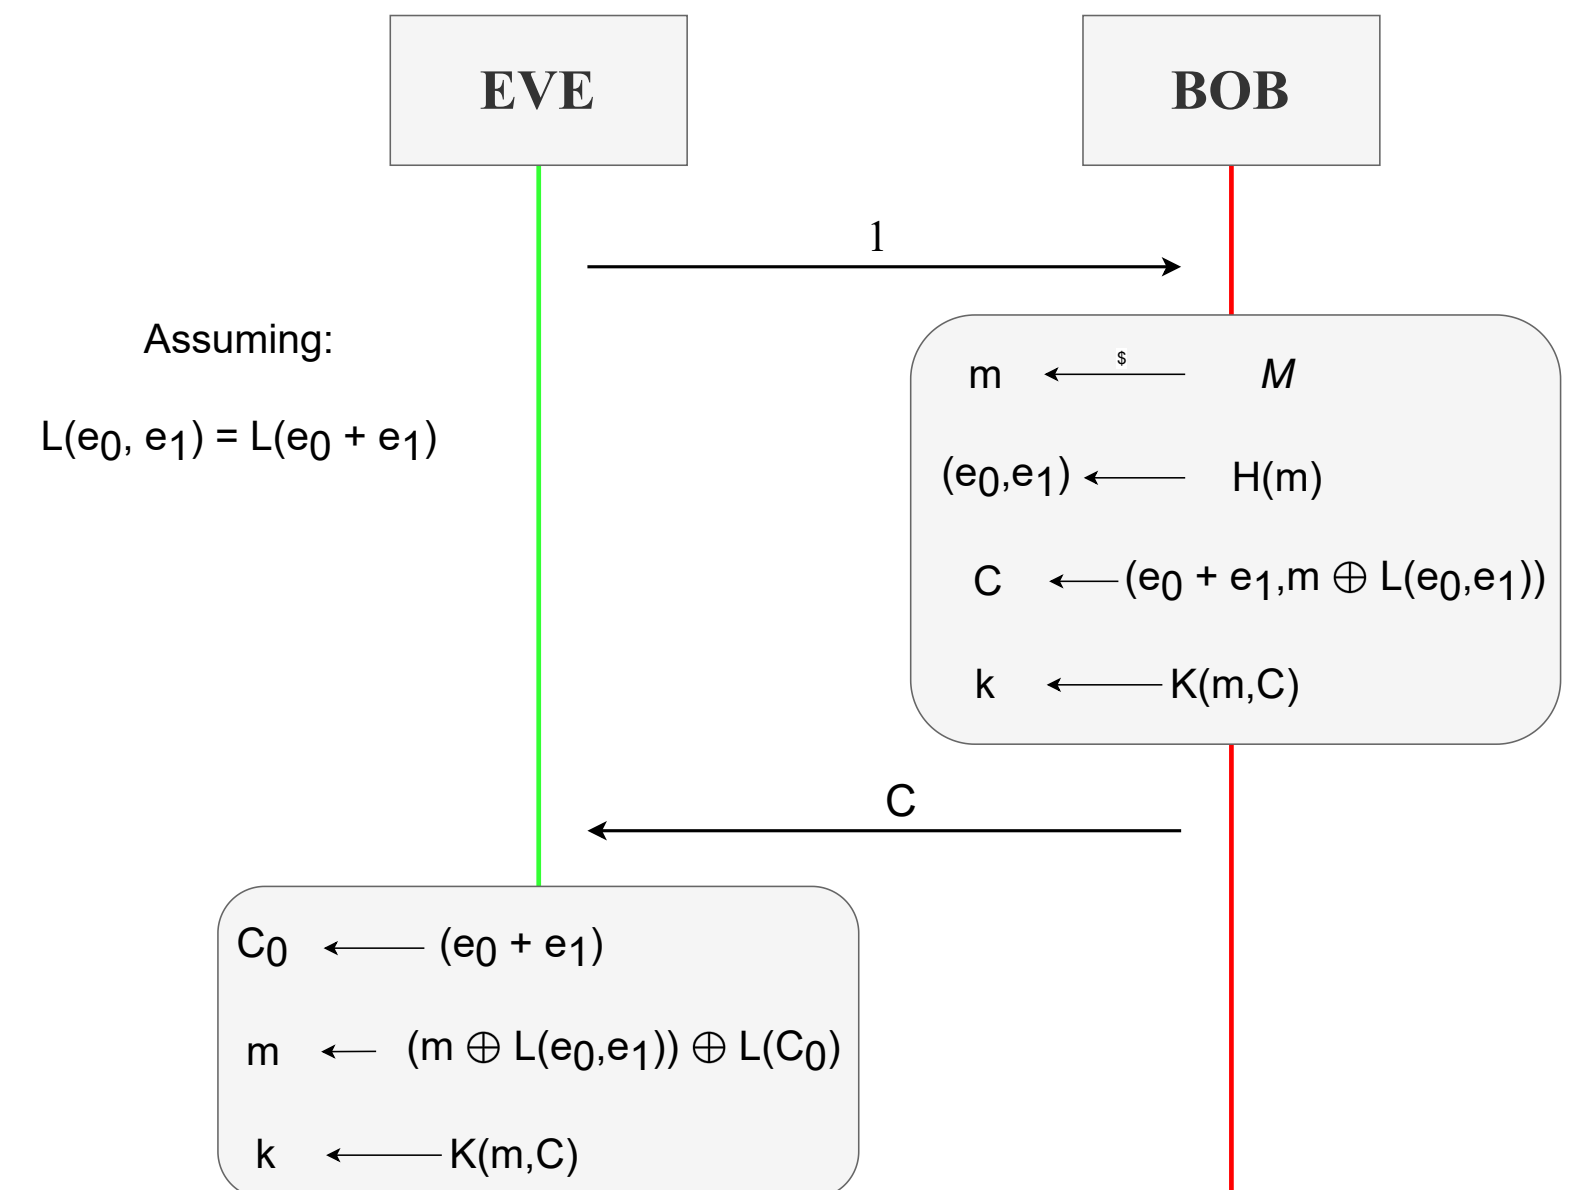 EVE BOB
1
Assuming:
L(e₀, e₁) = L(e₀ + e₁)
m $ M
(e₀,e₁) H(m)
C (e₀ + e₁,m ⊕ L(e₀,e₁))
k K(m,C)
C
C₀ (e₀ + e₁)
m (m ⊕ L(e₀,e₁)) ⊕ L(C₀)
k K(m,C)